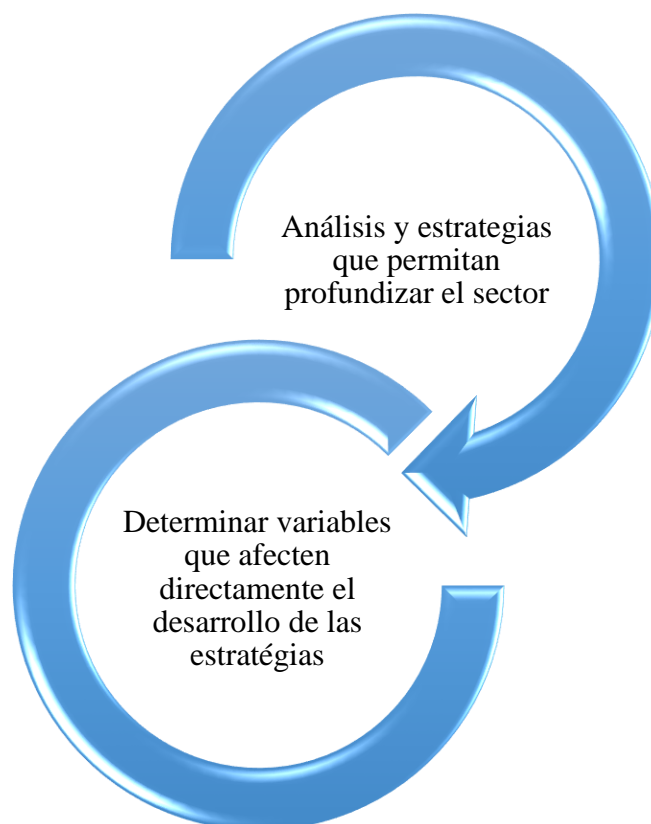 Análisis y estrategias
que permitan
profundizar el sector
Determinar variables
que afecten
directamente el
desarrollo de las
estratégias